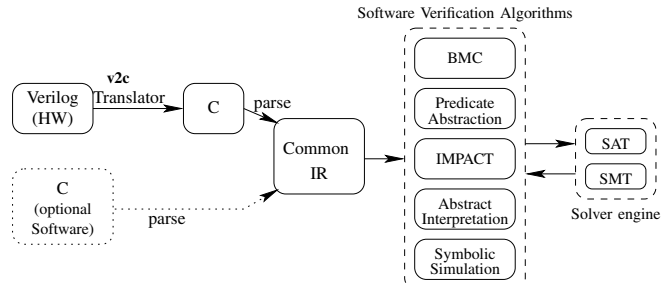 Software Verification Algorithms
v2c
Translator
Verilog
(HW)
C
parse
Common
IR
C
(optional
Software)
parse
BMC
Predicate
Abstraction
IMPACT
Abstract
Interpretation
Symbolic
Simulation
SAT
SMT
Solver engine